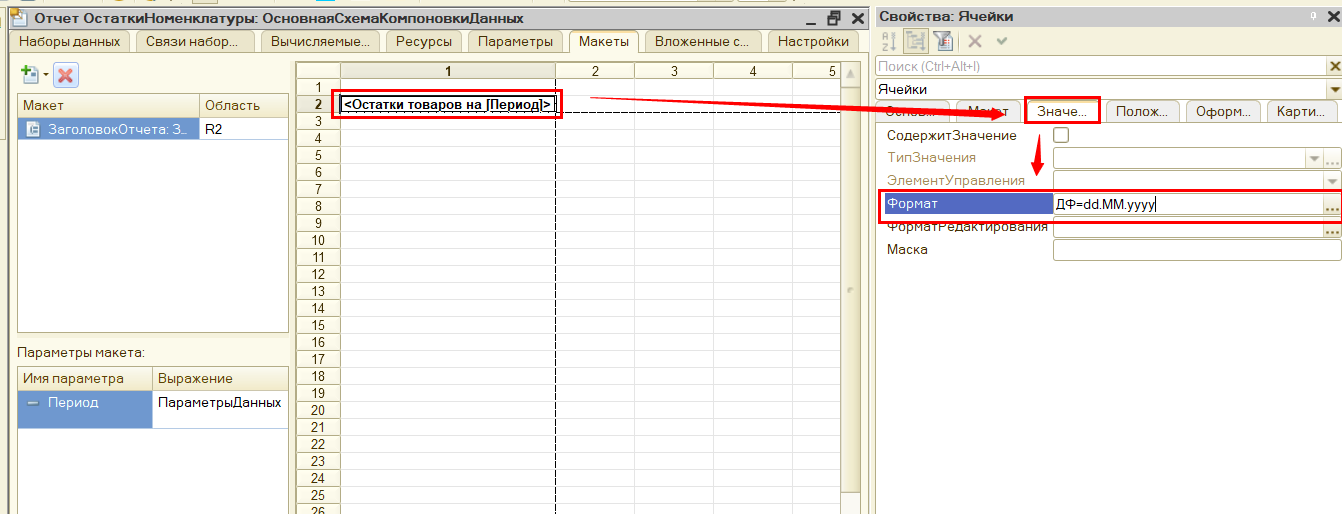 Отчет ОстаткиНоменклатуры: ОсновнаяСхемаКомпоновкиДанных
Наборы данных Связи набор... Вычисляемые... Ресурсы Параметры Макеты Вложенные с... Настройки
Макет Область
ЗаголовокОтчета: З... R2
Параметры макета:
Имя параметра Выражение
Период ПараметрыДанных
1 2 3 4 5
1
2 <Остатки товаров на [Период]>
3
4
5
6
7
8
9
10
11
12
13
14
15
16
17
18
19
20
21
22
23
24
25
26
Свойства: Ячейки
Поиск (Ctrl+Alt+I)
Ячейки
Основ... Макет Значе... Полож... Оформ... Карти...
СодержитЗначение
ТипЗначения
ЭлементУправления
Формат ДФ=dd.MM.yyyy
ФорматРедактирования
Маска